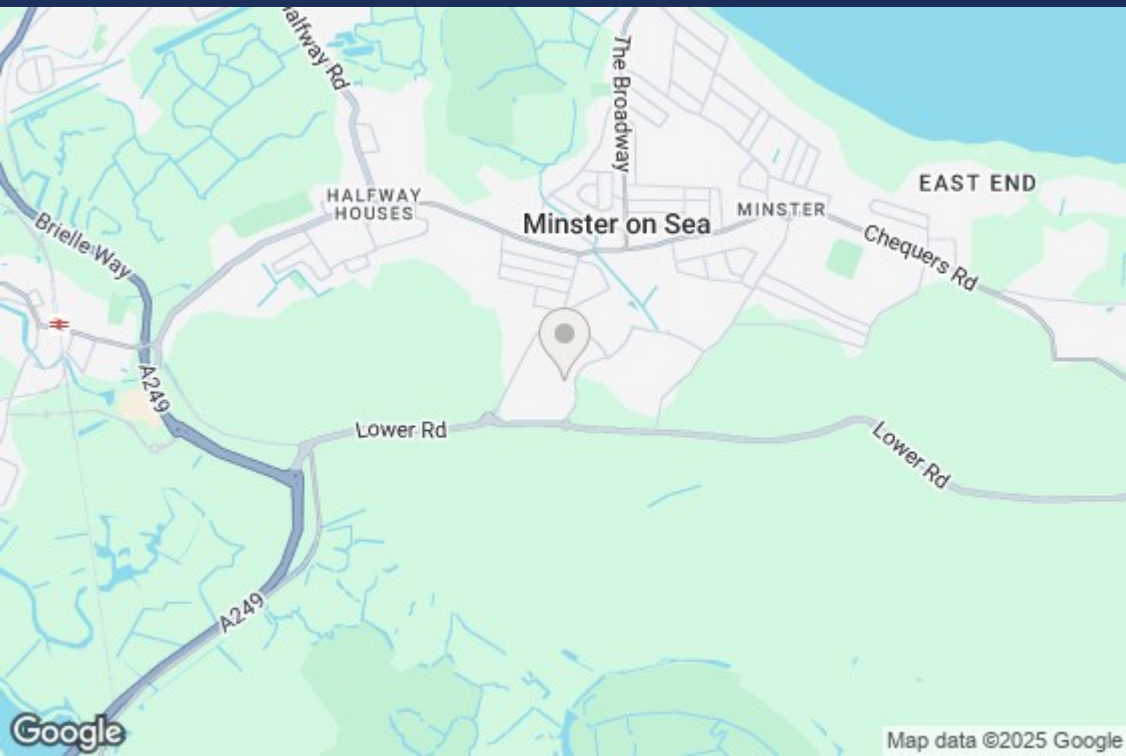 Halfway Rd
The Broadway
EAST END
HALFWAY
HOUSES
MINSTER
Minster on Sea
Brielle Way
Chequers Rd
A249
Lower Rd
Lower Rd
A249
Google
Map data ©2025 Google